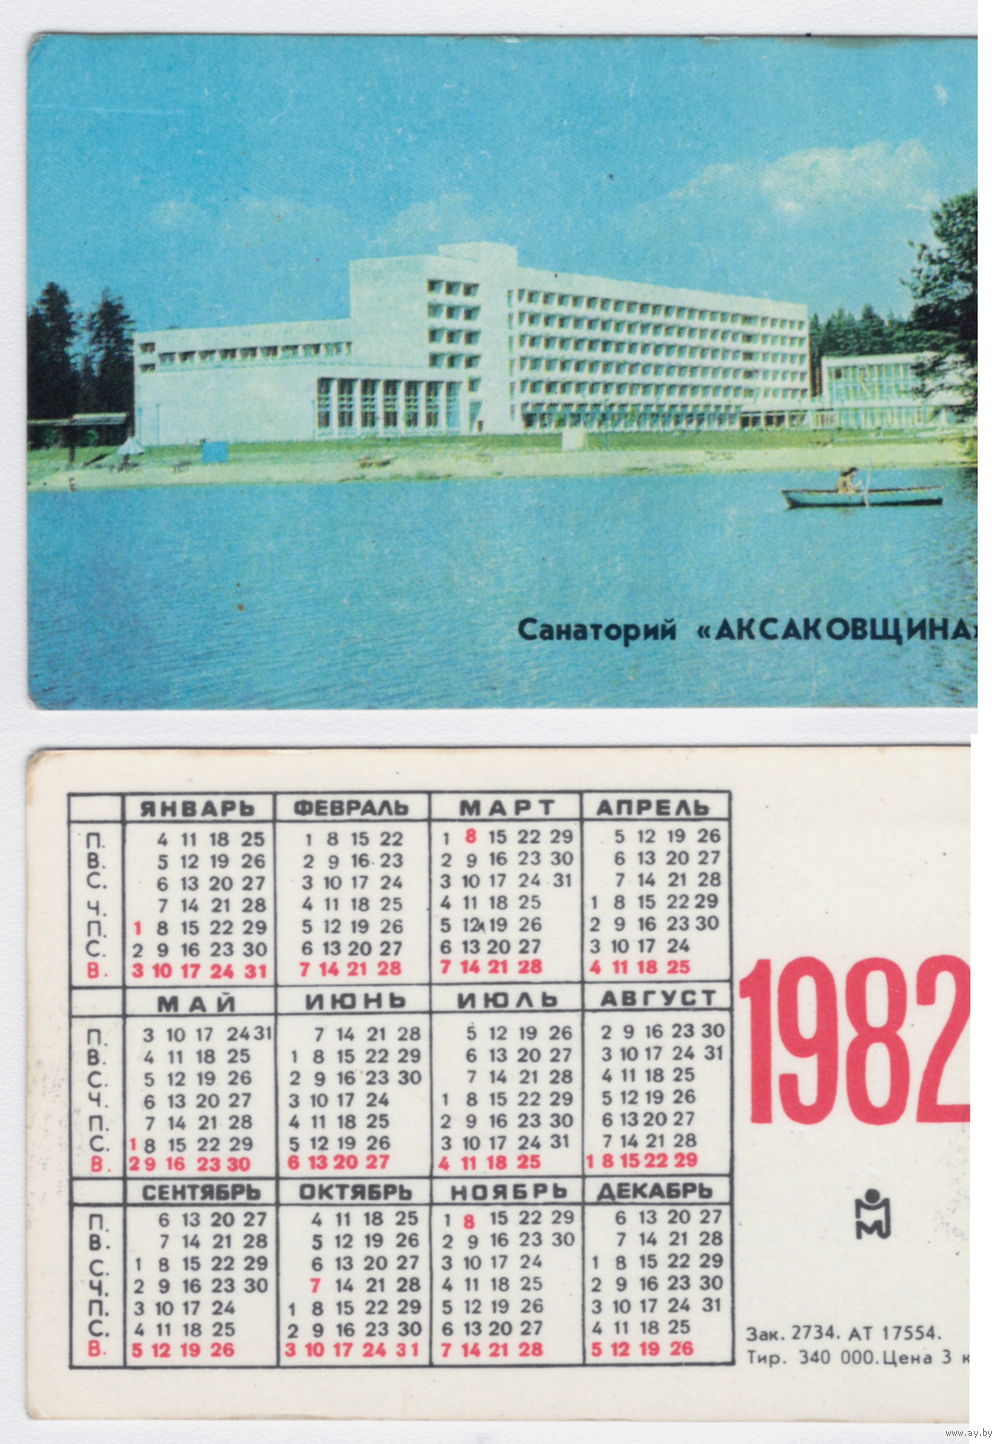 Санаторий «АКСАКОВЩИНА»
ЯНВАРЬ ФЕВРАЛЬ МАРТ АПРЕЛЬ
П. 4 11 18 25 1 8 15 22 1 8 15 22 29 5 12 19 26
В. 5 12 19 26 2 9 16 23 2 9 16 23 30 6 13 20 27
С. 6 13 20 27 3 10 17 24 3 10 17 24 31 7 14 21 28
Ч. 7 14 21 28 4 11 18 25 4 11 18 25 1 8 15 22 29
П. 1 8 15 22 29 5 12 19 26 5 12 19 26 2 9 16 23 30
С. 2 9 16 23 30 6 13 20 27 6 13 20 27 3 10 17 24
В. 3 10 17 24 31 7 14 21 28 7 14 21 28 4 11 18 25
МАЙ ИЮНЬ ИЮЛЬ АВГУСТ
П. 3 10 17 24 31 7 14 21 28 5 12 19 26 2 9 16 23 30
В. 4 11 18 25 1 8 15 22 29 6 13 20 27 3 10 17 24 31
С. 5 12 19 26 2 9 16 23 30 7 14 21 28 4 11 18 25
Ч. 6 13 20 27 3 10 17 24 1 8 15 22 29 5 12 19 26
П. 7 14 21 28 4 11 18 25 2 9 16 23 30 6 13 20 27
С. 1 8 15 22 29 5 12 19 26 3 10 17 24 31 7 14 21 28
В. 2 9 16 23 30 6 13 20 27 4 11 18 25 1 8 15 22 29
СЕНТЯБРЬ ОКТЯБРЬ НОЯБРЬ ДЕКАБРЬ
П. 6 13 20 27 4 11 18 25 1 8 15 22 29 6 13 20 27
В. 7 14 21 28 5 12 19 26 2 9 16 23 30 7 14 21 28
С. 1 8 15 22 29 6 13 20 27 3 10 17 24 1 8 15 22 29
Ч. 2 9 16 23 30 7 14 21 28 4 11 18 25 2 9 16 23 30
П. 3 10 17 24 1 8 15 22 29 5 12 19 26 3 10 17 24 31
С. 4 11 18 25 2 9 16 23 30 6 13 20 27 4 11 18 25
В. 5 12 19 26 3 10 17 24 31 7 14 21 28 5 12 19 26
1982
Зак. 2734. АТ 17554.
Тир. 340 000. Цена 3 к
www.ay.by